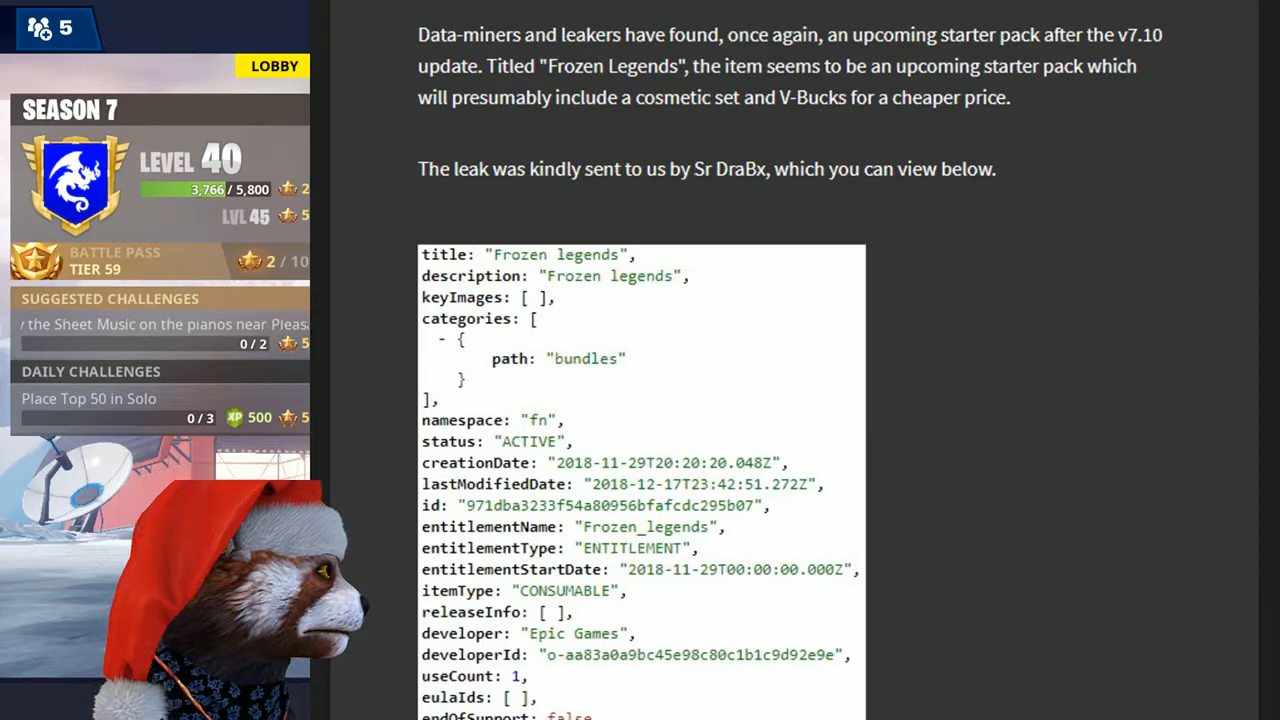 5
LOBBY
SEASON 7
LEVEL 40
3,766 / 5,800
2
LVL 45
5
BATTLE PASS
TIER 59
2 / 10
SUGGESTED CHALLENGES
the Sheet Music on the pianos near
0 / 2
5
DAILY CHALLENGES
Place Top 50 in Solo
0 / 3
XP 500
5
Data-miners and leakers have found, once again, an upcoming starter pack after the v7.10
update. Titled "Frozen Legends", the item seems to be an upcoming starter pack which
will presumably include a cosmetic set and V-Bucks for a cheaper price.
The leak was kindly sent to us by Sr DraBx, which you can view below.
title: "Frozen legends",
description: "Frozen legends",
keyImages: [ ],
categories: [
- {
path: "bundles"
}
],
namespace: "fn",
status: "ACTIVE",
creationDate: "2018-11-29T20:20:20.048Z",
lastModifiedDate: "2018-12-17T23:42:51.272Z",
id: "971dba3233f54a80956bfafcdc295b07",
entitlementName: "Frozen_legends",
entitlementType: "ENTITLEMENT",
entitlementStartDate: "2018-11-29T00:00:00.000Z",
itemType: "CONSUMABLE",
releaseInfo: [ ],
developer: "Epic Games",
developerId: "o-aa83a0a9bc45e98c80c1b1c9d92e9e",
useCount: 1,
eulaIds: [ ],
endOfSupport: false